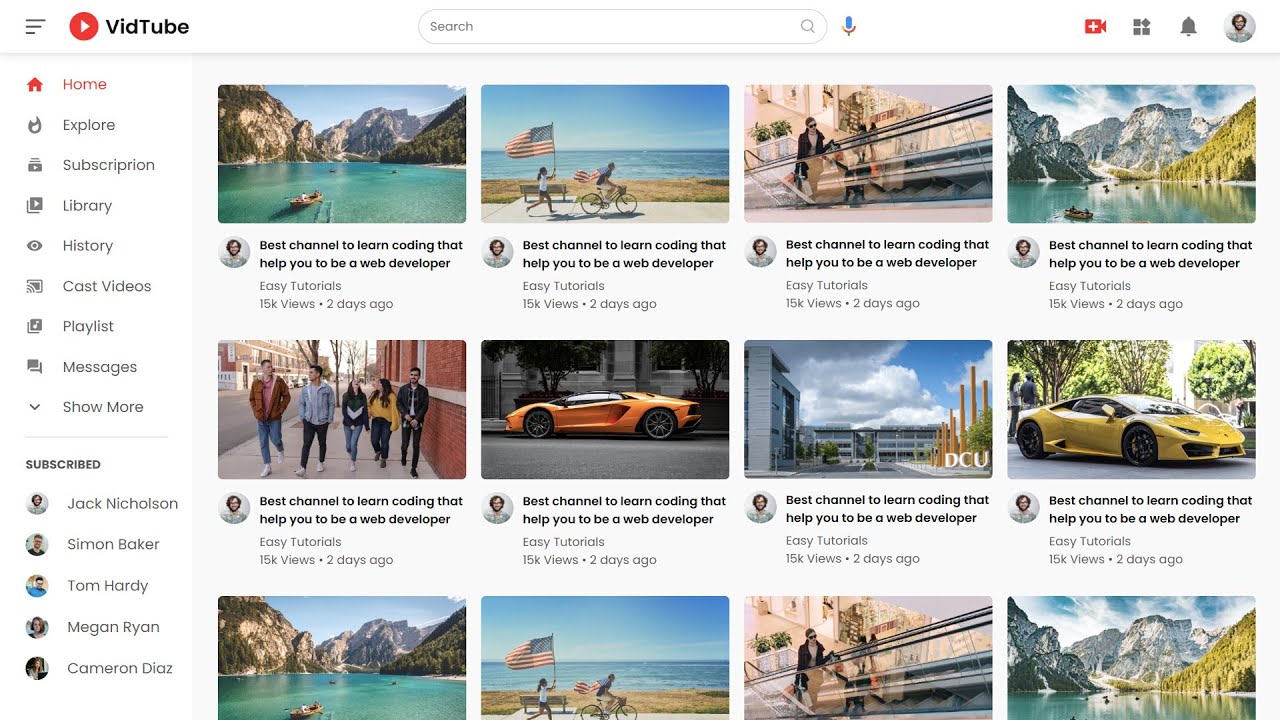 VidTube
Search
Home
Explore
Subscriprion
Library
History
Cast Videos
Playlist
Messages
Show More
SUBSCRIBED
Jack Nicholson
Simon Baker
Tom Hardy
Megan Ryan
Cameron Diaz
Best channel to learn coding that
help you to be a web developer
Easy Tutorials
15k Views • 2 days ago
Best channel to learn coding that
help you to be a web developer
Easy Tutorials
15k Views • 2 days ago
Best channel to learn coding that
help you to be a web developer
Easy Tutorials
15k Views • 2 days ago
Best channel to learn coding that
help you to be a web developer
Easy Tutorials
15k Views • 2 days ago
DCU
Best channel to learn coding that
help you to be a web developer
Easy Tutorials
15k Views • 2 days ago
Best channel to learn coding that
help you to be a web developer
Easy Tutorials
15k Views • 2 days ago
Best channel to learn coding that
help you to be a web developer
Easy Tutorials
15k Views • 2 days ago
Best channel to learn coding that
help you to be a web developer
Easy Tutorials
15k Views • 2 days ago